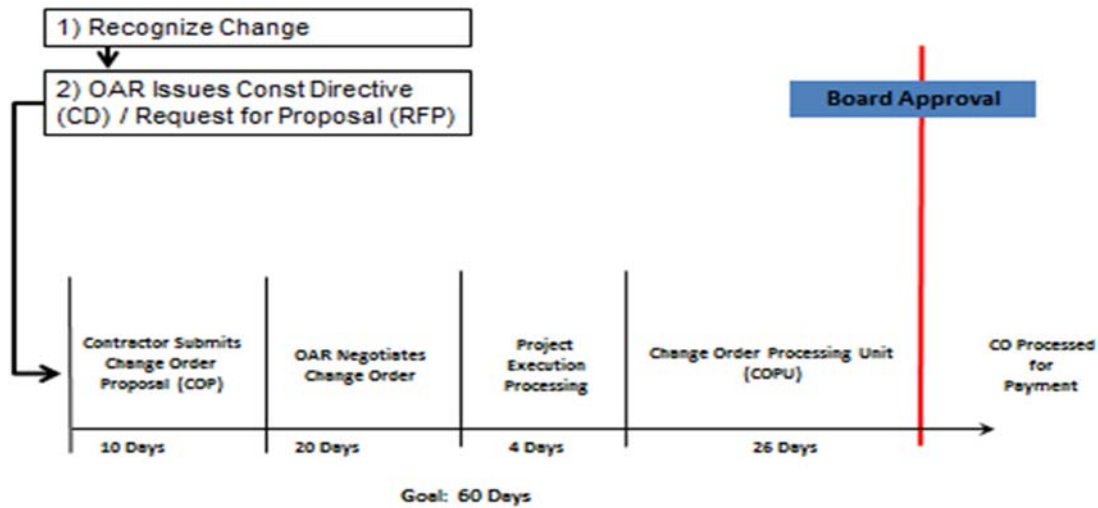 1) Recognize Change
2) OAR Issues Const Directive
(CD) / Request for Proposal (RFP)
Board Approval
Contractor Submits
Change Order
Proposal (COP)
OAR Negotiates
Change Order
Project
Execution
Processing
Change Order Processing Unit
(COPU)
CO Processed
for
Payment
10 Days
20 Days
4 Days
26 Days
Goal: 60 Days